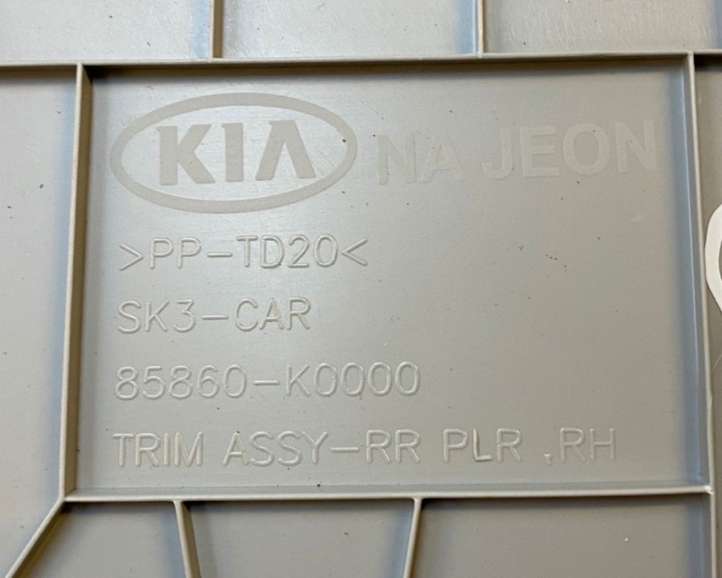 KIA NA JEON
>PP-TD20<
SK3-CAR
85860-K0000
TRIM ASSY-RR PLR ,RH